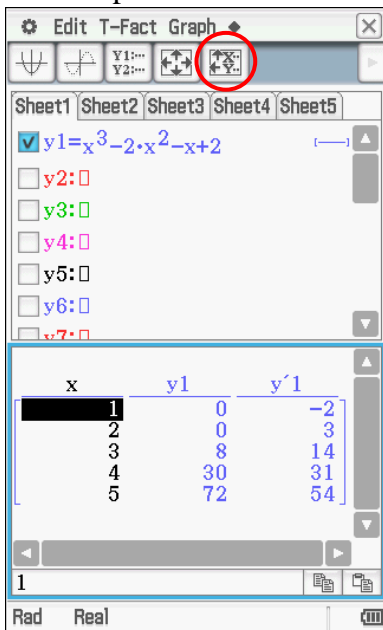 Edit T-Fact Graph ◆
Y1:… Y2:…
Sheet1 Sheet2 Sheet3 Sheet4 Sheet5
y1=x³-2·x²-x+2
y2:□
y3:□
y4:□
y5:□
y6:□
y7:□
x y1 y´1
1 0 -2
2 0 3
3 8 14
4 30 31
5 72 54
1
Rad Real